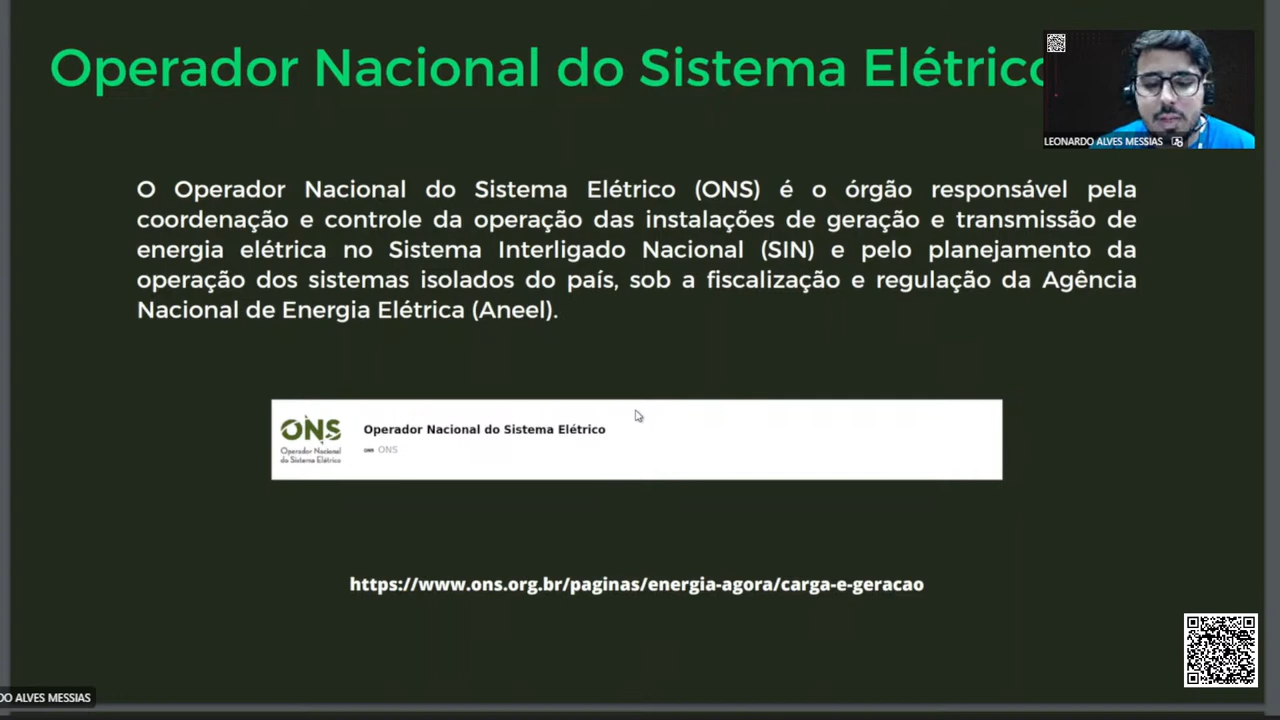 Operador Nacional do Sistema Elétrico
LEONARDO ALVES MESSIAS
O Operador Nacional do Sistema Elétrico (ONS) é o órgão responsável pela
coordenação e controle da operação das instalações de geração e transmissão de
energia elétrica no Sistema Interligado Nacional (SIN) e pelo planejamento da
operação dos sistemas isolados do país, sob a fiscalização e regulação da Agência
Nacional de Energia Elétrica (Aneel).
ONS
Operador Nacional
do Sistema Elétrico
Operador Nacional do Sistema Elétrico
ONS
https://www.ons.org.br/paginas/energia-agora/carga-e-geracao
DO ALVES MESSIAS